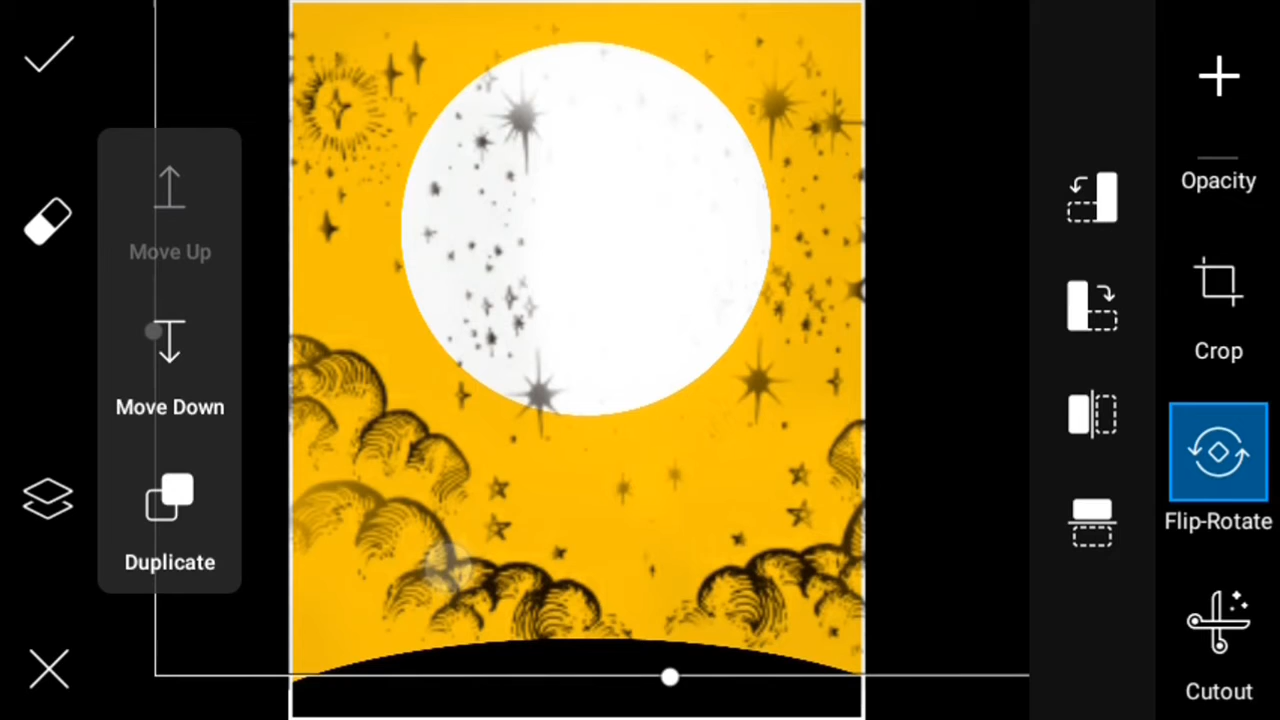 Move Up
Move Down
Duplicate
Opacity
Crop
Flip-Rotate
Cutout